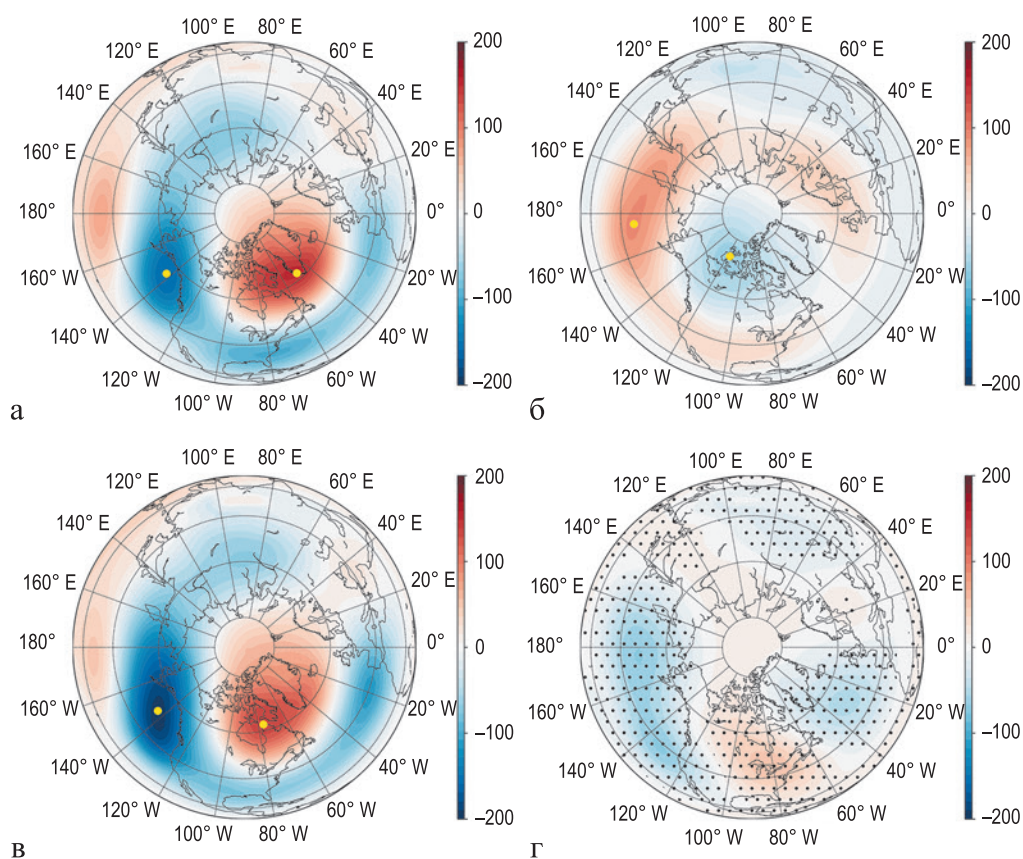 100° E 80° E
120° E 60° E
140° E 40° E
160° E 20° E
180° 0°
160° W 20° W
140° W 40° W
120° W 60° W
100° W 80° W
200
100
0
–100
–200
а
100° E 80° E
120° E 60° E
140° E 40° E
160° E 20° E
180° 0°
160° W 20° W
140° W 40° W
120° W 60° W
100° W 80° W
200
100
0
–100
–200
б
100° E 80° E
120° E 60° E
140° E 40° E
160° E 20° E
180° 0°
160° W 20° W
140° W 40° W
120° W 60° W
100° W 80° W
200
100
0
–100
–200
в
100° E 80° E
120° E 60° E
140° E 40° E
160° E 20° E
180° 0°
160° W 20° W
140° W 40° W
120° W 60° W
100° W 80° W
200
100
0
–100
–200
г